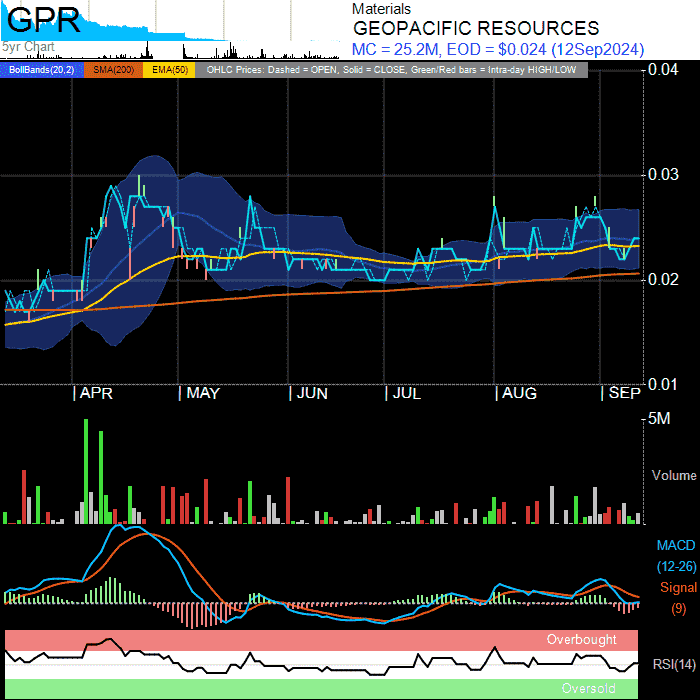 GPR
5yr Chart
Materials
GEOPACIFIC RESOURCES
MC = 25.2M, EOD = $0.024 (12Sep2024)
BollBands(20,2) SMA(200) EMA(50) OHLC Prices: Dashed = OPEN, Solid = CLOSE, Green/Red bars = Intra-day HIGH/LOW
0.04
0.03
0.02
0.01
APR MAY JUN JUL AUG SEP
5M
Volume
MACD
(12-26)
Signal
(9)
Overbought
RSI(14)
Oversold